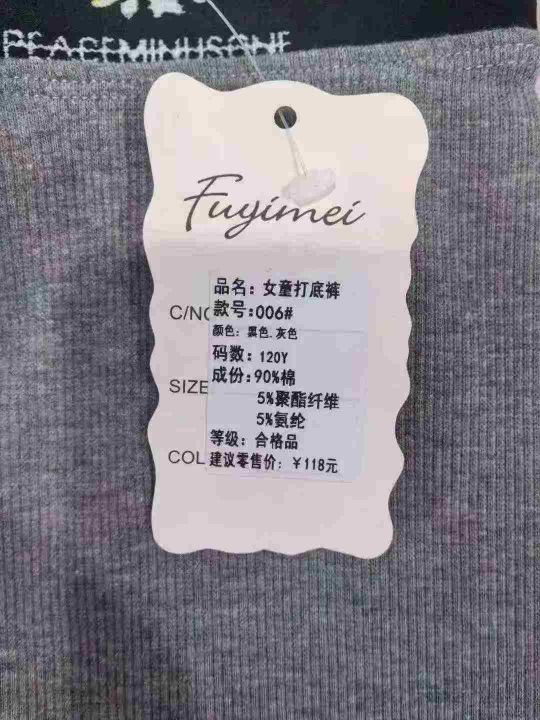 PEACEMINUSONE
Fuyimei
品名：女童打底裤
C/NO
款号：006#
颜色：黑色.灰色
码数：120Y
SIZE
成份：90%棉
5%聚酯纤维
5%氨纶
等级：合格品
COL
建议零售价：￥118元